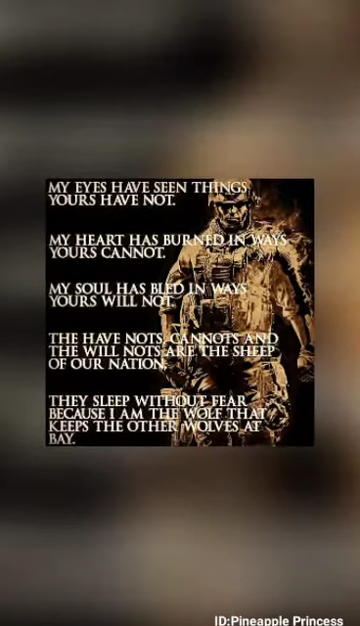 MY EYES HAVE SEEN THINGS
YOURS HAVE NOT.
MY HEART HAS BURNED IN WAYS
YOURS CANNOT.
MY SOUL HAS BLED IN WAYS
YOURS WILL NOT.
THE HAVE NOTS, CANNOTS AND
THE WILL NOTS ARE THE SHEEP
OF OUR NATION.
THEY SLEEP WITHOUT FEAR
BECAUSE I AM THE WOLF THAT
KEEPS THE OTHER WOLVES AT
BAY.
ID:Pineapple Princess